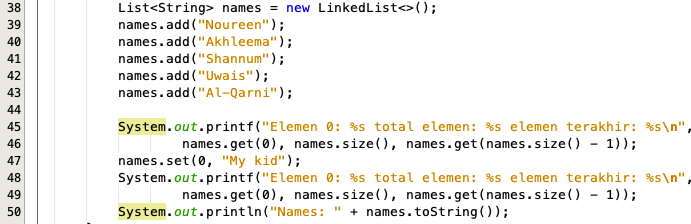 38 List<String> names = new LinkedList<>();
39 names.add("Noureen");
40 names.add("Akhleema");
41 names.add("Shannum");
42 names.add("Uwais");
43 names.add("Al-Qarni");
44
45 System.out.printf("Elemen 0: %s total elemen: %s elemen terakhir: %s\n",
46 names.get(0), names.size(), names.get(names.size() - 1));
47 names.set(0, "My kid");
48 System.out.printf("Elemen 0: %s total elemen: %s elemen terakhir: %s\n",
49 names.get(0), names.size(), names.get(names.size() - 1));
50 System.out.println("Names: " + names.toString());